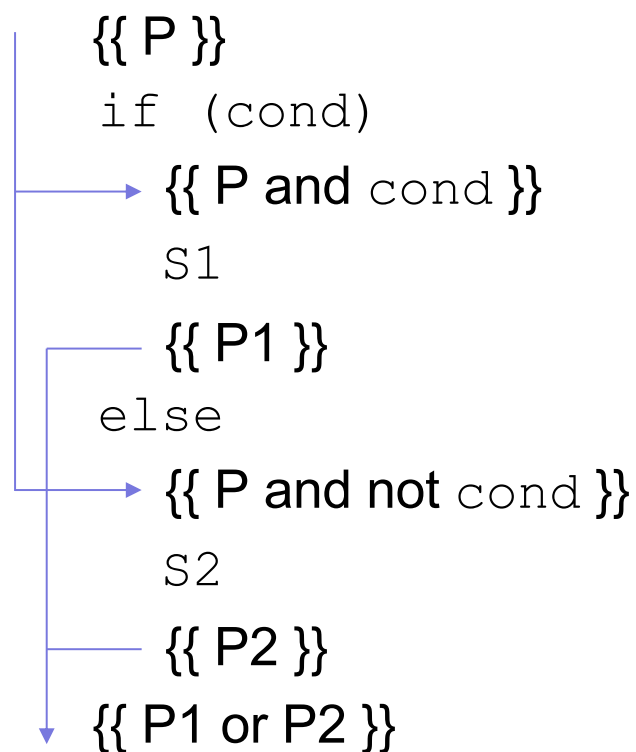 {{ P }}
if (cond)
{{ P and cond }}
S1
{{ P1 }}
else
{{ P and not cond }}
S2
{{ P2 }}
{{ P1 or P2 }}